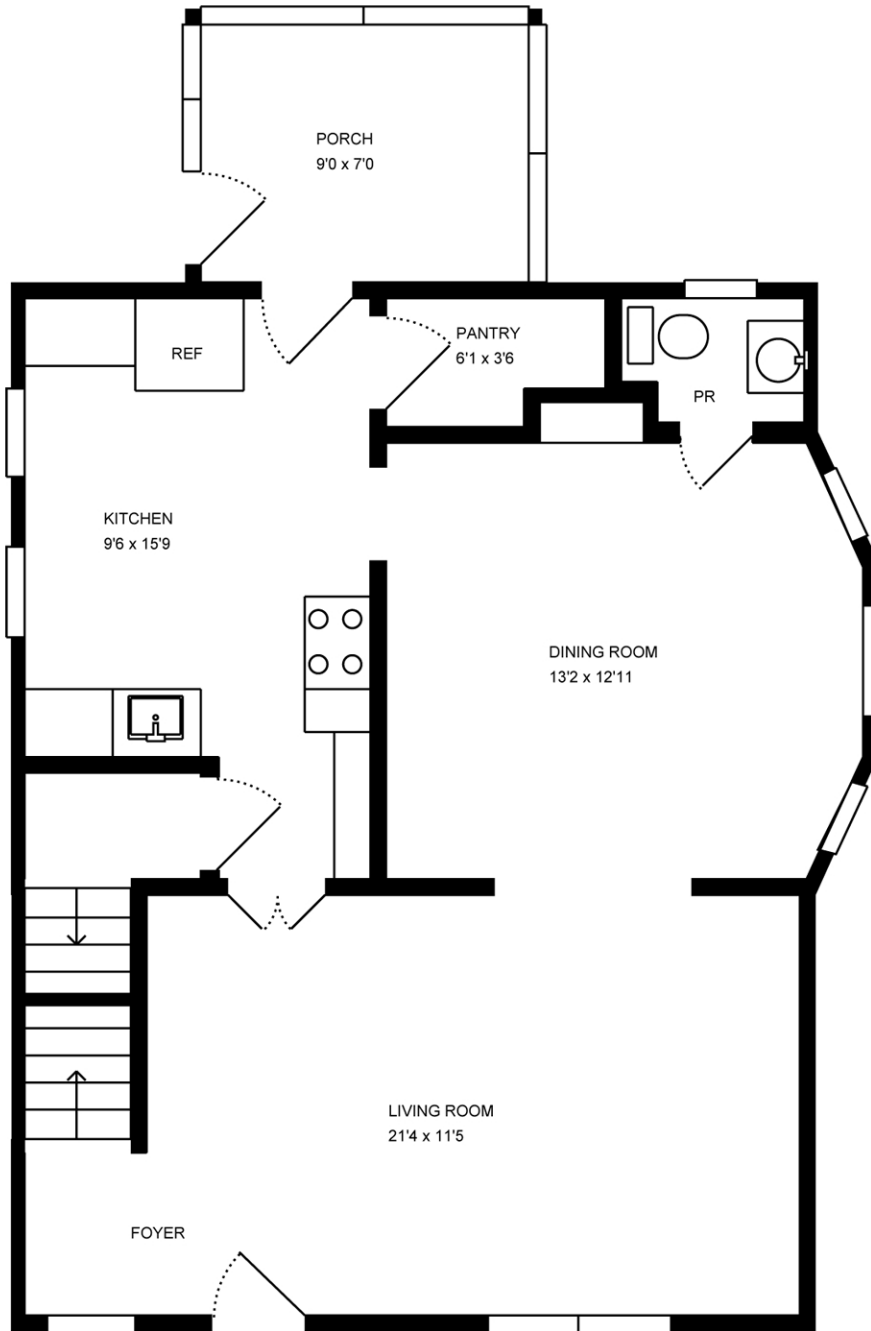 PORCH
9'0 x 7'0
REF
PANTRY
6'1 x 3'6
PR
KITCHEN
9'6 x 15'9
DINING ROOM
13'2 x 12'11
LIVING ROOM
21'4 x 11'5
FOYER